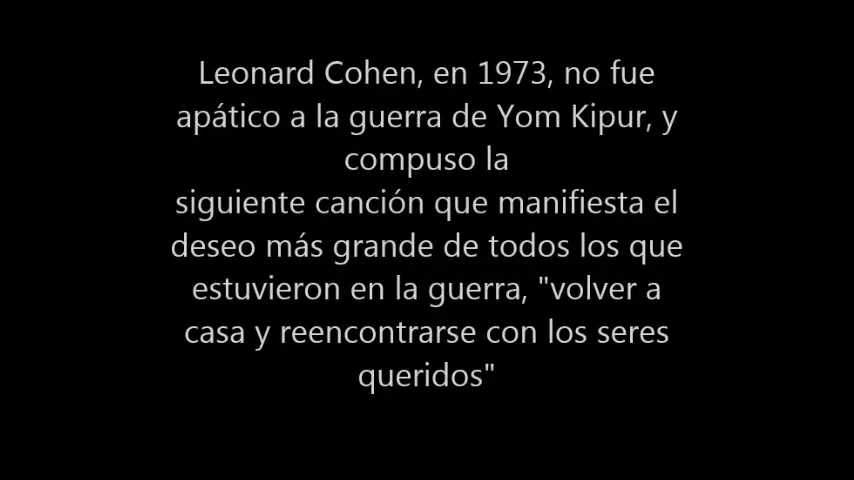 Leonard Cohen, en 1973, no fue
apático a la guerra de Yom Kipur, y
compuso la
siguiente canción que manifiesta el
deseo más grande de todos los que
estuvieron en la guerra, "volver a
casa y reencontrarse con los seres
queridos"